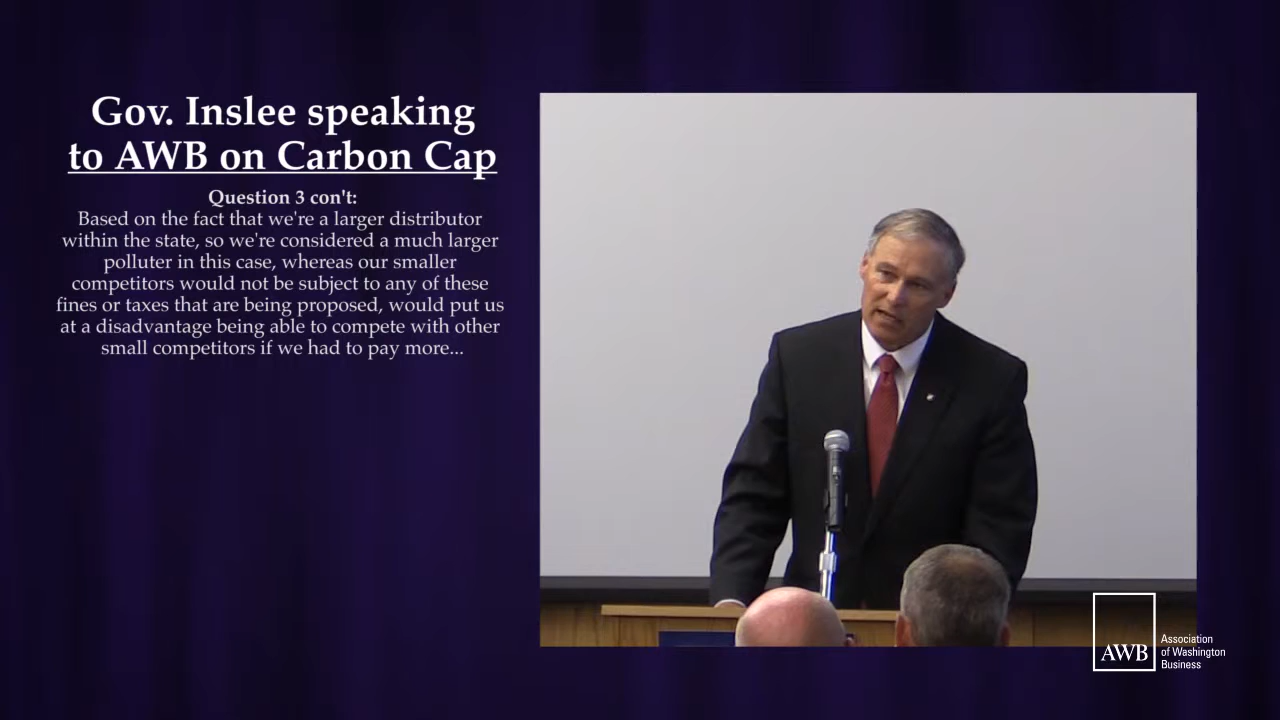 Gov. Inslee speaking
to AWB on Carbon Cap
Question 3 con't:
Based on the fact that we're a larger distributor
within the state, so we're considered a much larger
polluter in this case, whereas our smaller
competitors would not be subject to any of these
fines or taxes that are being proposed, would put us
at a disadvantage being able to compete with other
small competitors if we had to pay more...
AWB
Association
of Washington
Business